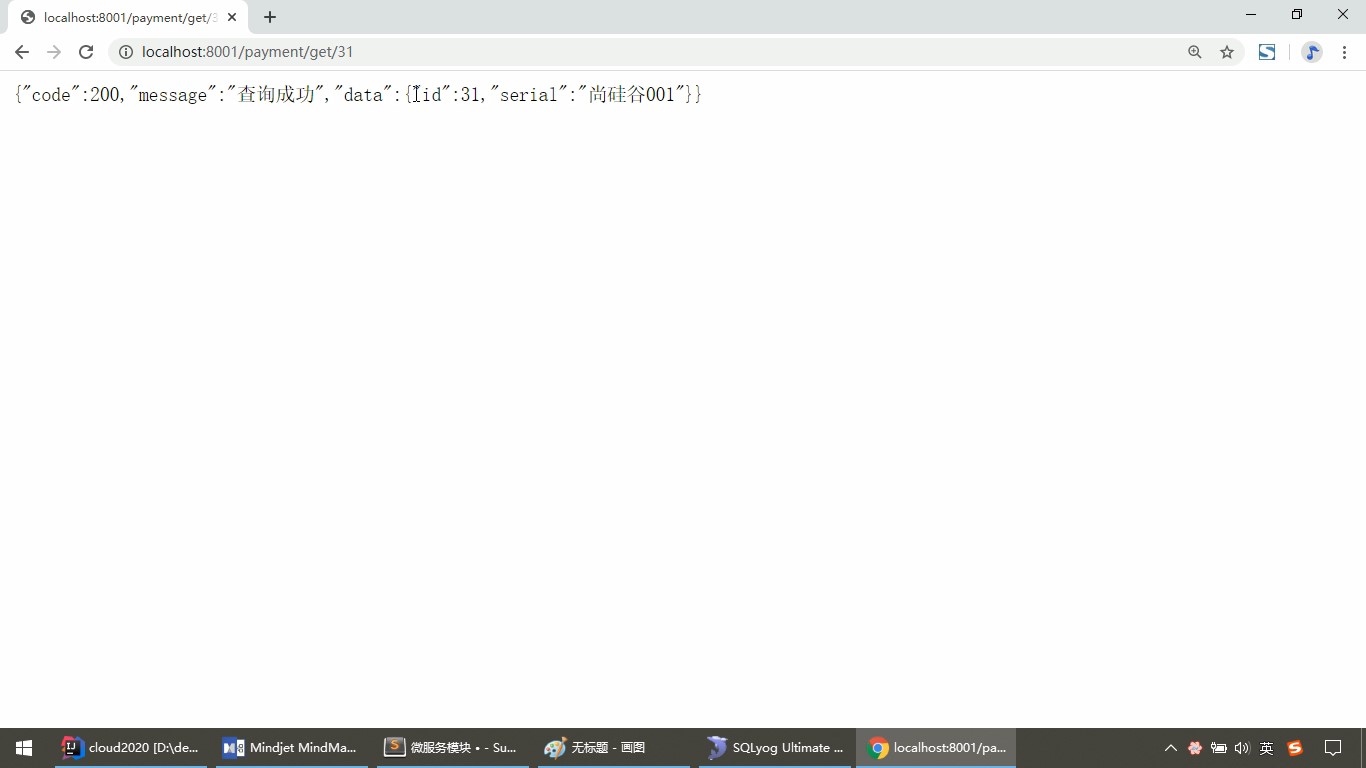 localhost:8001/payment/get/3
localhost:8001/payment/get/31
{"code":200,"message":"查询成功","data":{"id":31,"serial":"尚硅谷001"}}
cloud2020 [D:\de...
Mindjet MindMa...
微服务模块 • - Su...
无标题 - 画图
SQLyog Ultimate ...
localhost:8001/pa...
英